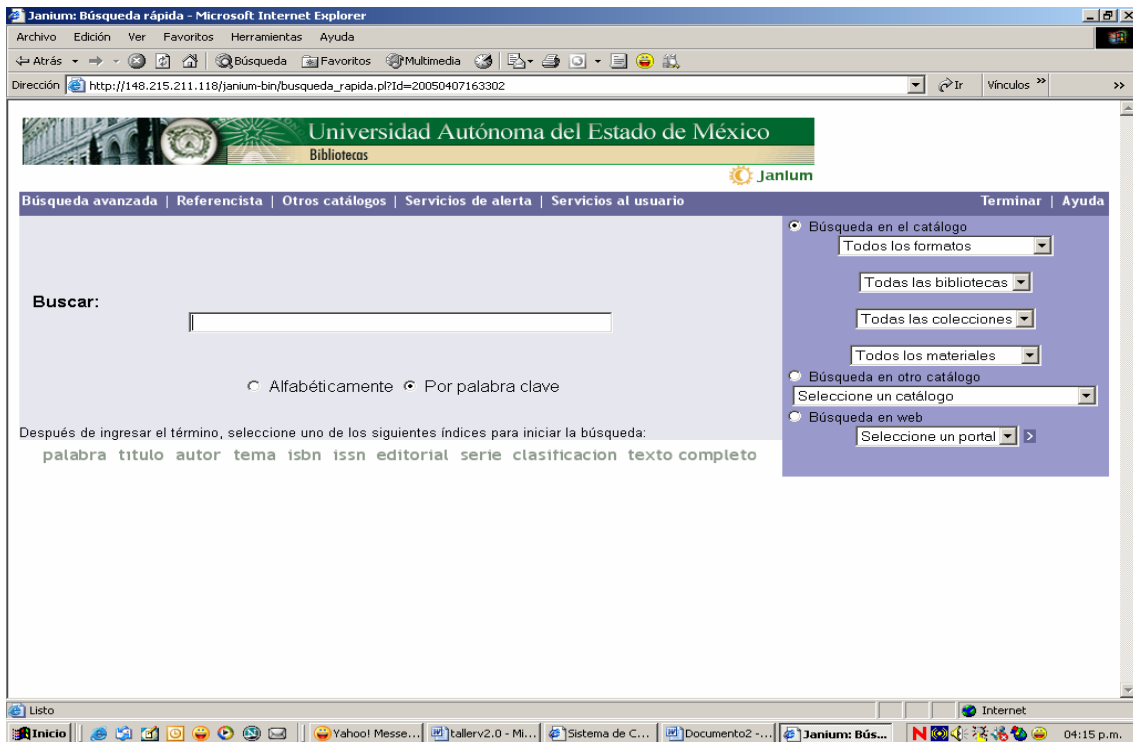 Janium: Búsqueda rápida - Microsoft Internet Explorer
Archivo Edición Ver Favoritos Herramientas Ayuda
Atrás Búsqueda Favoritos Multimedia
Dirección http://148.215.211.118/janium-bin/busqueda_rapida.pl?Id=20050407163302 Ir Vínculos »
Universidad Autónoma del Estado de México
Bibliotecas
Janium
Búsqueda avanzada | Referencista | Otros catálogos | Servicios de alerta | Servicios al usuario Terminar | Ayuda
Búsqueda en el catálogo
Todos los formatos
Todas las bibliotecas
Buscar:
Todas las colecciones
Todos los materiales
Búsqueda en otro catálogo
Alfabéticamente Por palabra clave
Seleccione un catálogo
Búsqueda en web
Después de ingresar el término, seleccione uno de los siguientes índices para iniciar la búsqueda:
Seleccione un portal >
palabra titulo autor tema isbn issn editorial serie clasificacion texto completo
Listo Internet
Inicio Yahoo! Messe... tallerv2.0 - Mi... Sistema de C... Documento2 -... Janium: Bús... 04:15 p.m.